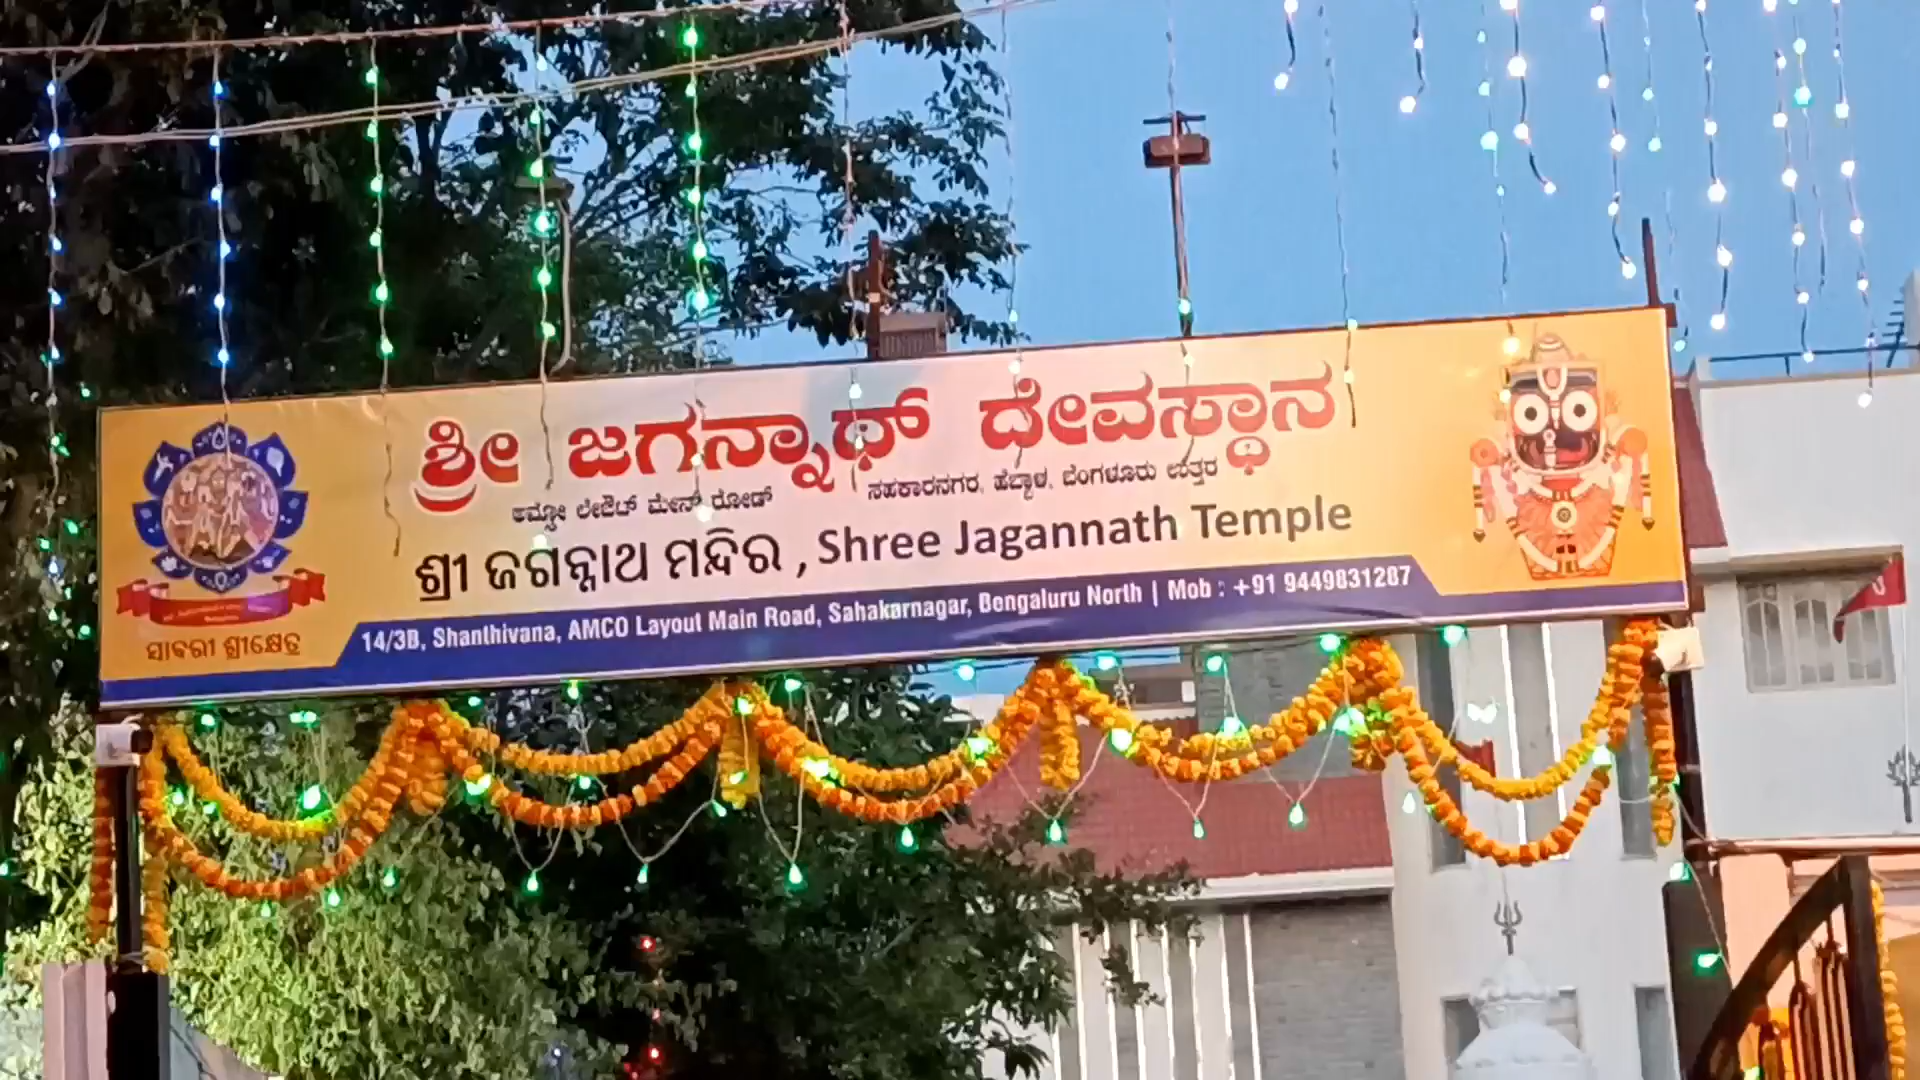 ಶ್ರೀ ಜಗನ್ನಾಥ್ ದೇವಸ್ಥಾನ
ಅಮ್ಕೋ ಲೇಔಟ್ ಮೇನ್ ರೋಡ್ ಸಹಕಾರನಗರ, ಹೆಬ್ಬಾಳ, ಬೆಂಗಳೂರು ಉತ್ತರ
ଶ୍ରୀ ଜଗନ୍ନାଥ ମନ୍ଦିର , Shree Jagannath Temple
14/3B, Shanthivana, AMCO Layout Main Road, Sahakarnagar, Bengaluru North | Mob : +91 9449831287
ସାବରୀ ଶ୍ରୀକ୍ଷେତ୍ର